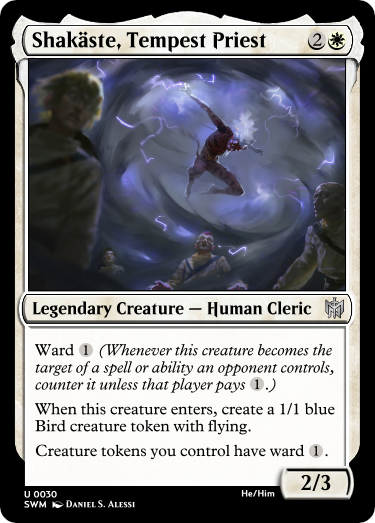 Shakäste, Tempest Priest 2
Legendary Creature — Human Cleric
Ward 1 (Whenever this creature becomes the
target of a spell or ability an opponent controls,
counter it unless that player pays 1.)
When this creature enters, create a 1/1 blue
Bird creature token with flying.
Creature tokens you control have ward 1.
2/3
U 0030
SWM Daniel S. Alessi
He/Him